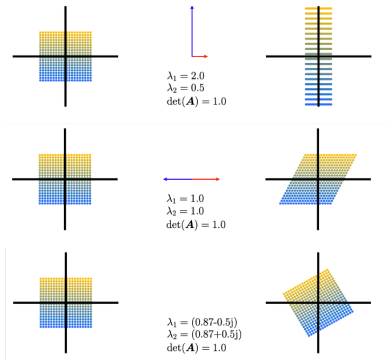 λ₁ = 2.0
λ₂ = 0.5
det(A) = 1.0
λ₁ = 1.0
λ₂ = 1.0
det(A) = 1.0
λ₁ = (0.87-0.5j)
λ₂ = (0.87+0.5j)
det(A) = 1.0